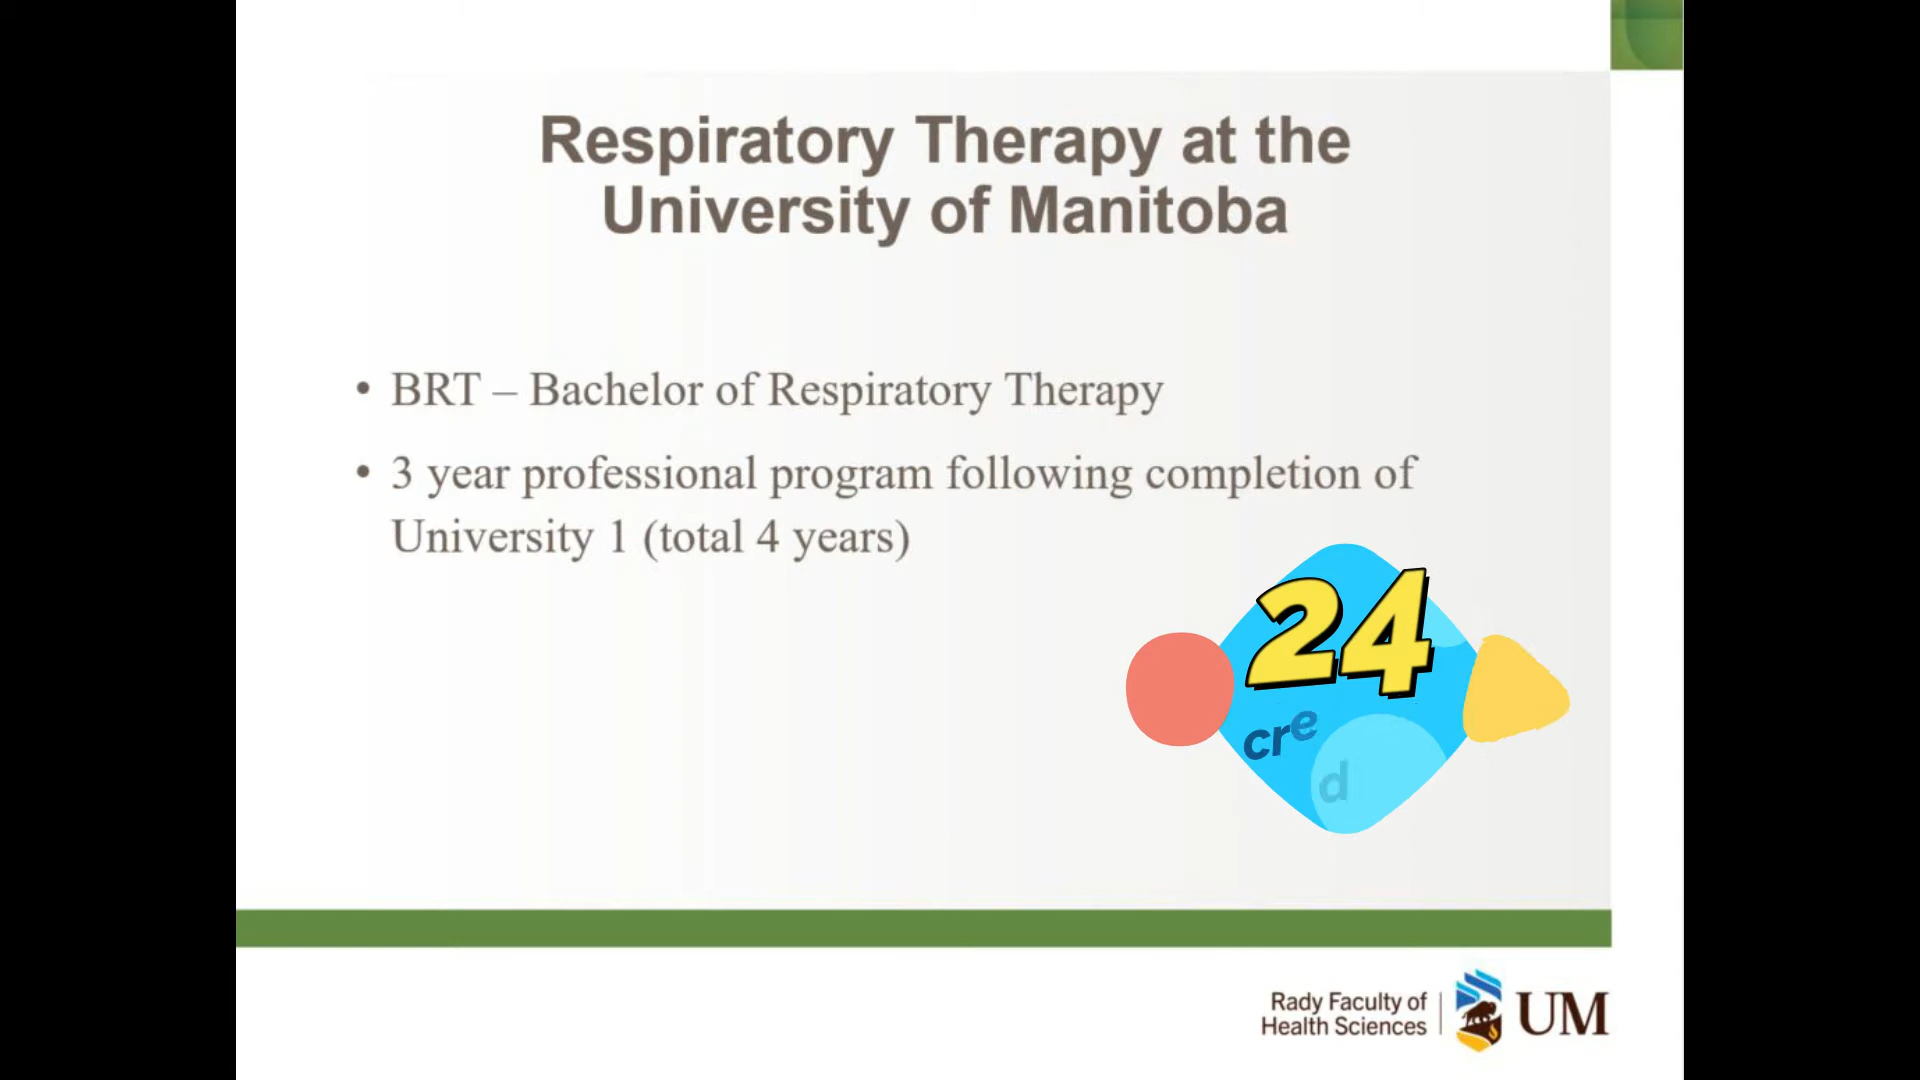 Respiratory Therapy at the
University of Manitoba
• BRT – Bachelor of Respiratory Therapy
• 3 year professional program following completion of
University 1 (total 4 years)
24
cre
d
Rady Faculty of
Health Sciences
UM